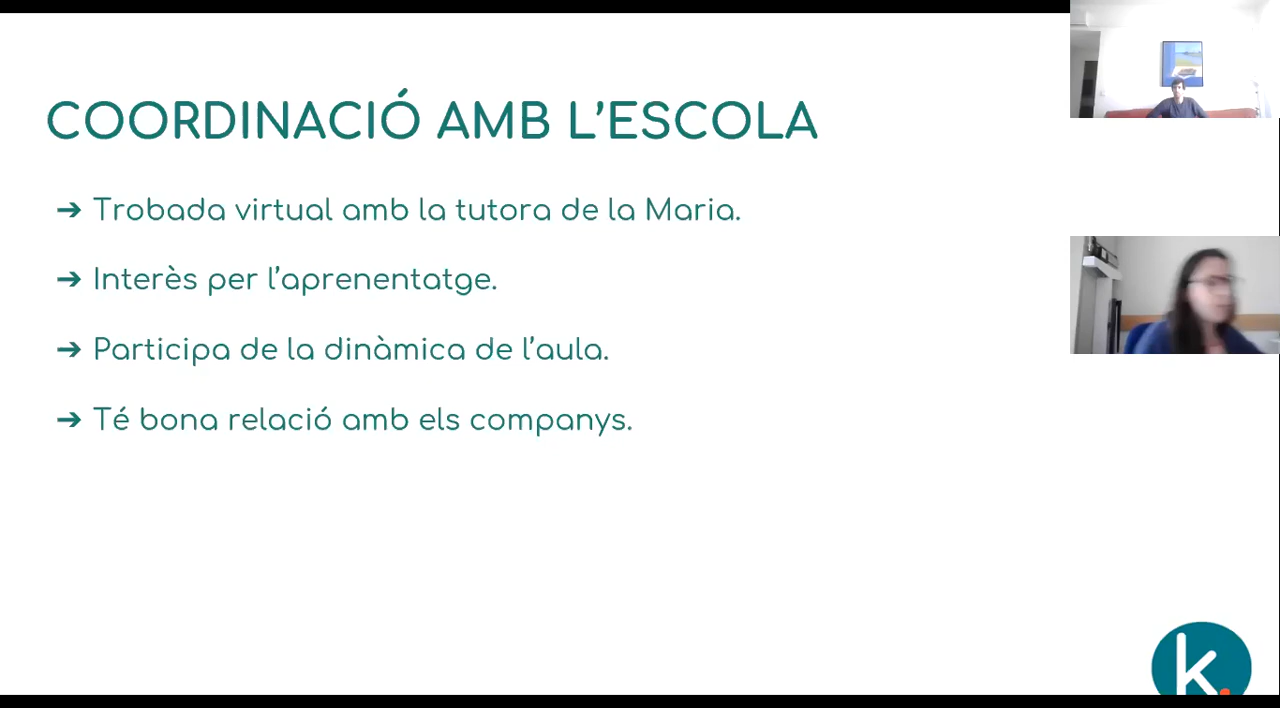 COORDINACIÓ AMB L’ESCOLA
➔ Trobada virtual amb la tutora de la Maria.
➔ Interès per l’aprenentatge.
➔ Participa de la dinàmica de l’aula.
➔ Té bona relació amb els companys.
k.